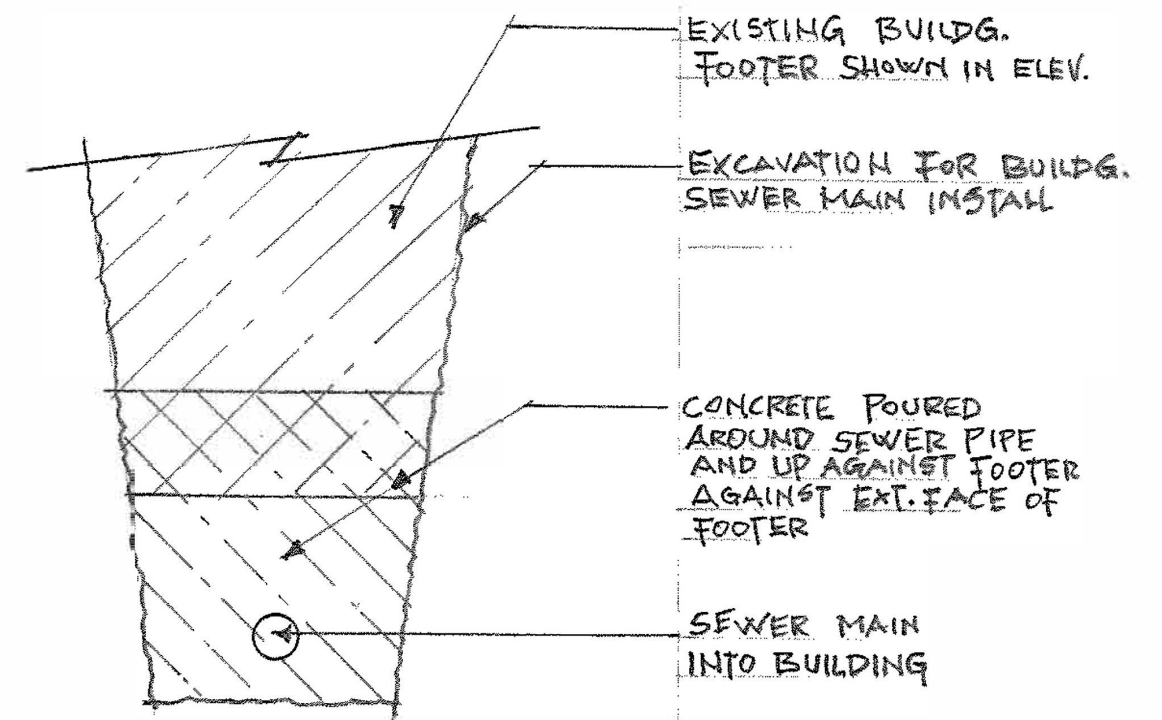 EXISTING BUILDG.
FOOTER SHOWN IN ELEV.
EXCAVATION FOR BUILDG.
SEWER MAIN INSTALL
CONCRETE POURED
AROUND SEWER PIPE
AND UP AGAINST FOOTER
AGAINST EXT. FACE OF
FOOTER
SEWER MAIN
INTO BUILDING